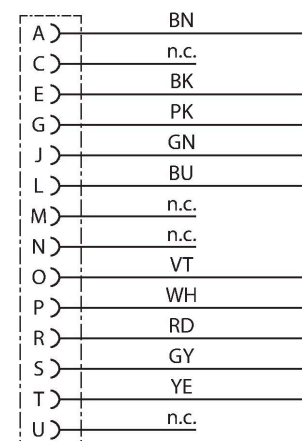 A BN
C n.c.
E BK
G PK
J GN
L BU
M n.c.
N n.c.
O VT
P WH
R RD
S GY
T YE
U n.c.